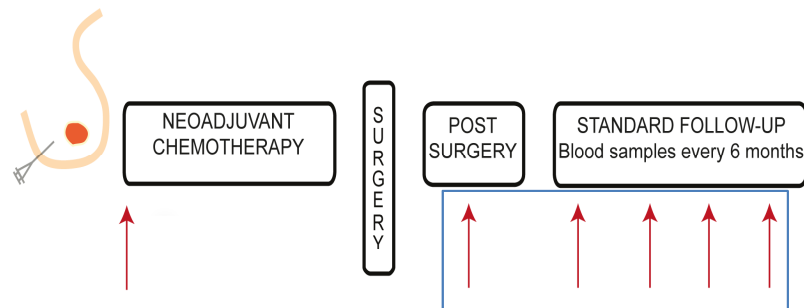 NEOADJUVANT
CHEMOTHERAPY
SURGERY
POST
SURGERY
STANDARD FOLLOW-UP
Blood samples every 6 months